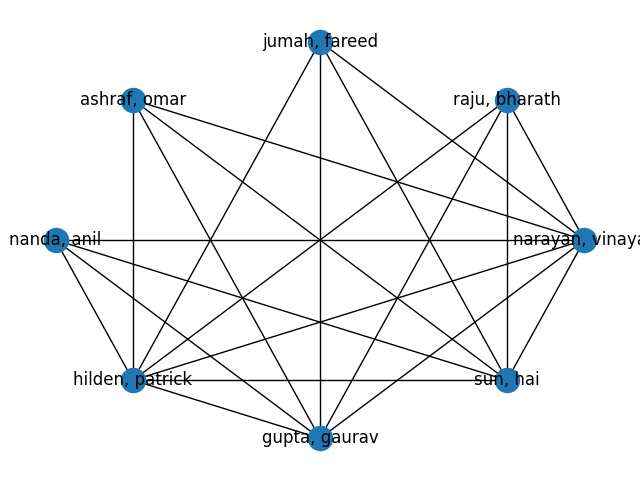 jumah, fareed
ashraf, omar
raju, bharath
nanda, anil
narayan, vinaya
hilden, patrick
sun, hai
gupta, gaurav